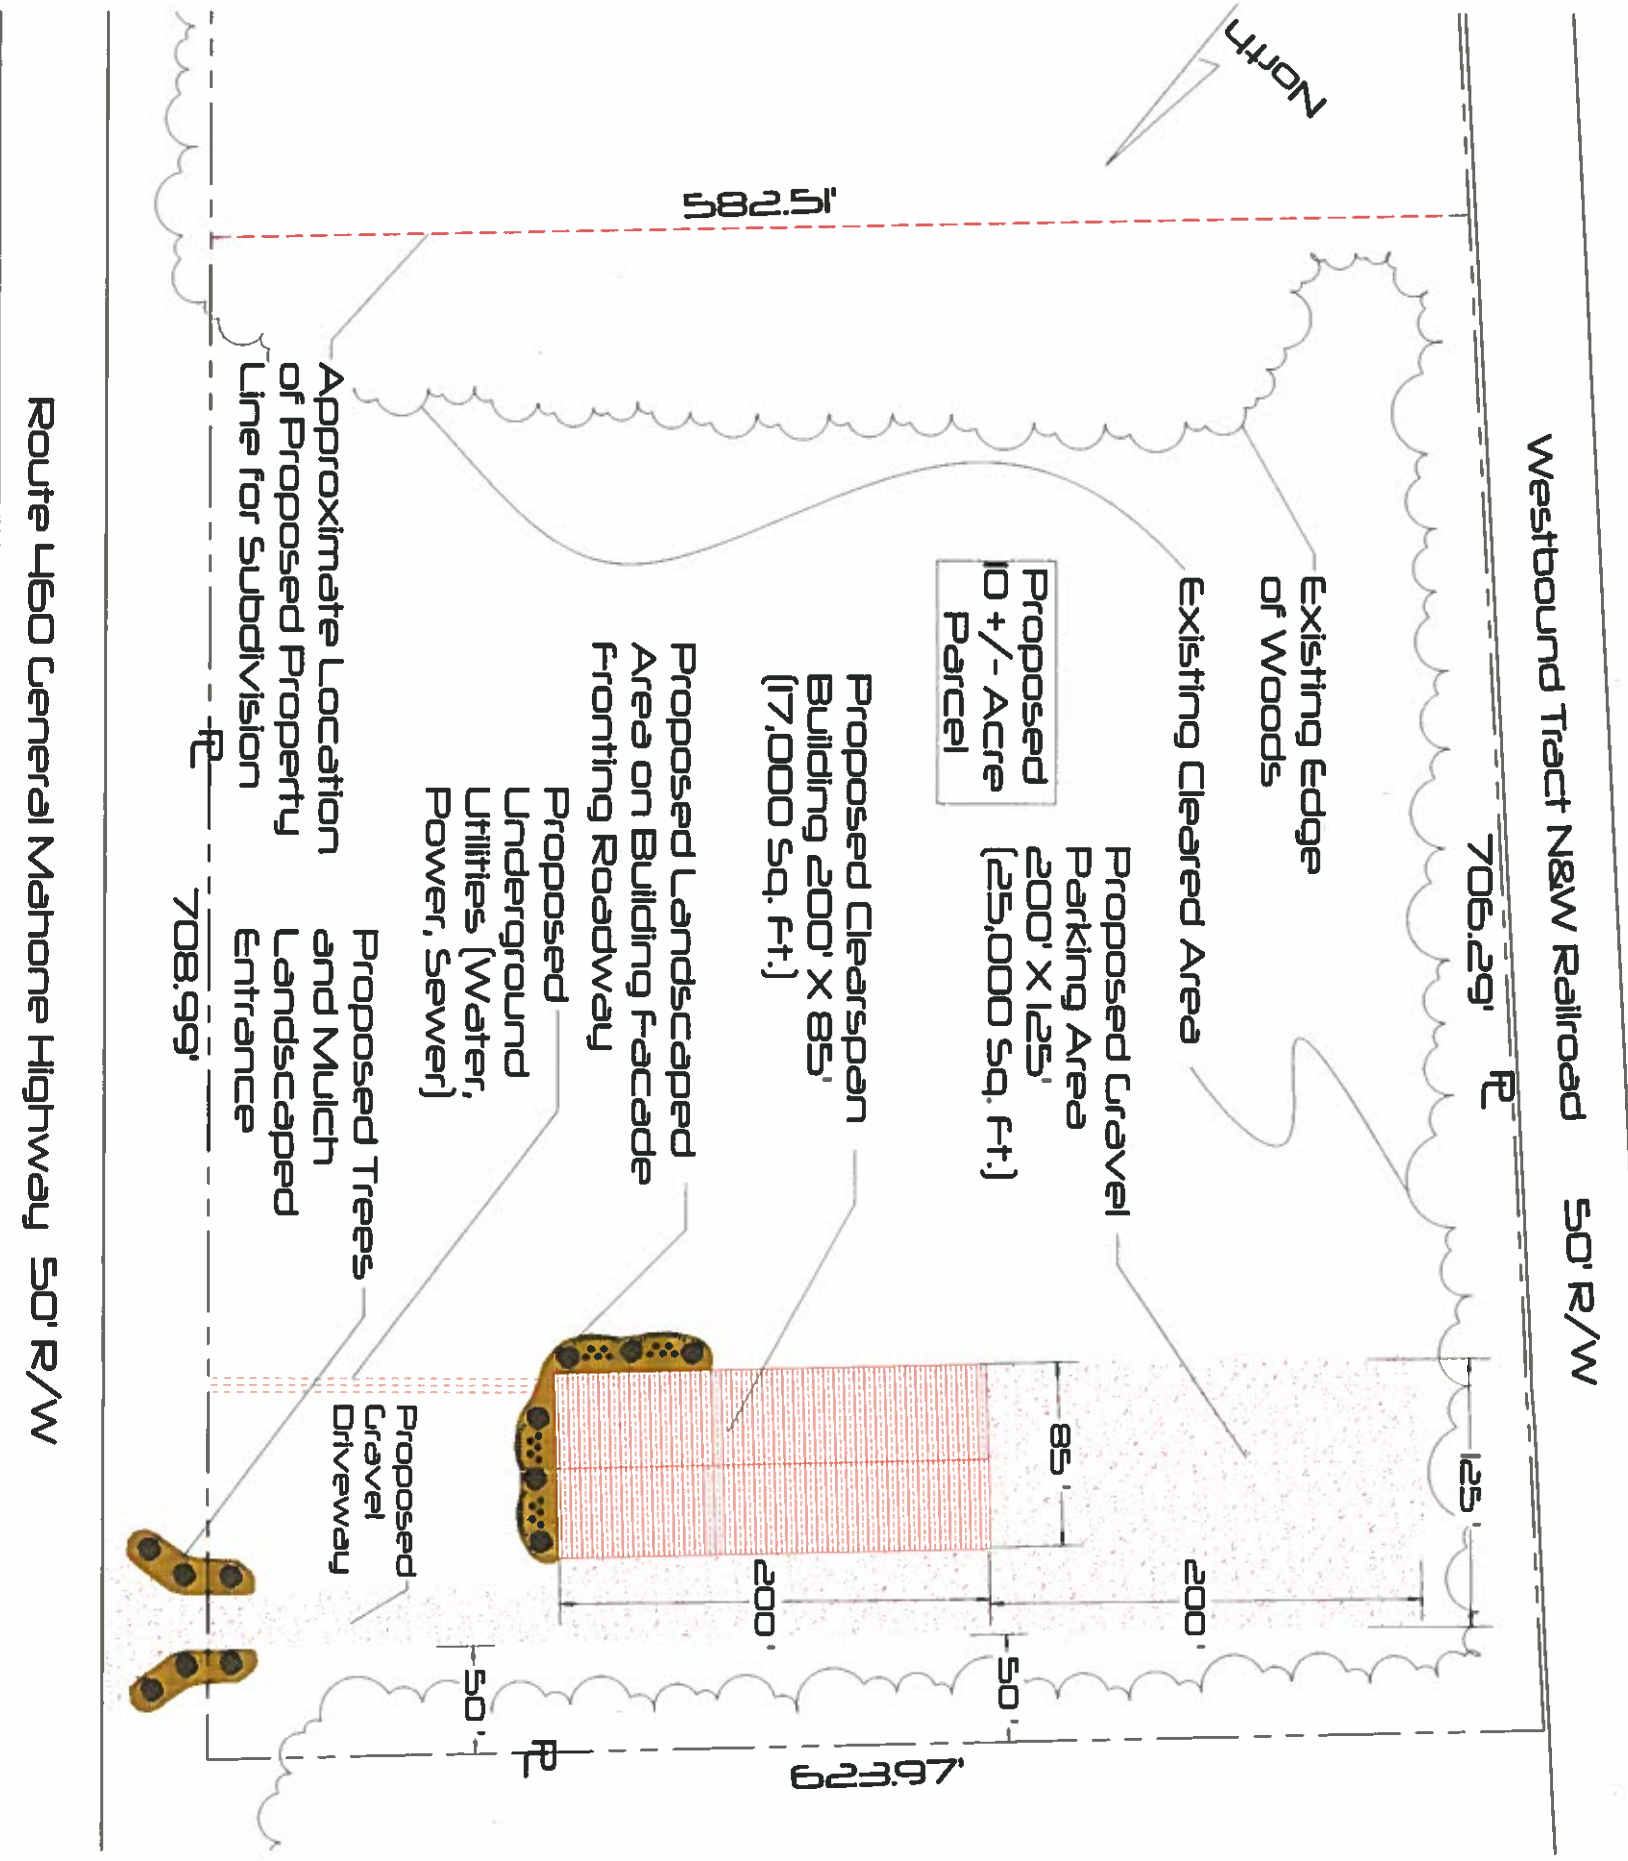 Westbound Tract N&W Railroad 50' R/W
706.29'
PL
North
582.51'
Existing Edge
of Woods
Existing Cleared Area
Proposed
10 +/- Acre
Parcel
Proposed Gravel
Parking Area
200' X 125'
(25,000 Sq. Ft.)
Proposed Clearspan
Building 200' X 85'
(17,000 Sq. Ft.)
Proposed Landscaped
Area on Building Facade
Fronting Roadway
Proposed
Underground
Utilities (Water,
Power, Sewer)
Approximate Location
of Proposed Property
Line for Subdivision
Proposed Trees
and Mulch
Landscaped
Entrance
Proposed
Gravel
Driveway
125'
85'
200'
200'
50'
50'
PL
623.97'
PL
708.99'
Route 460 General Mahone Highway 50' R/W